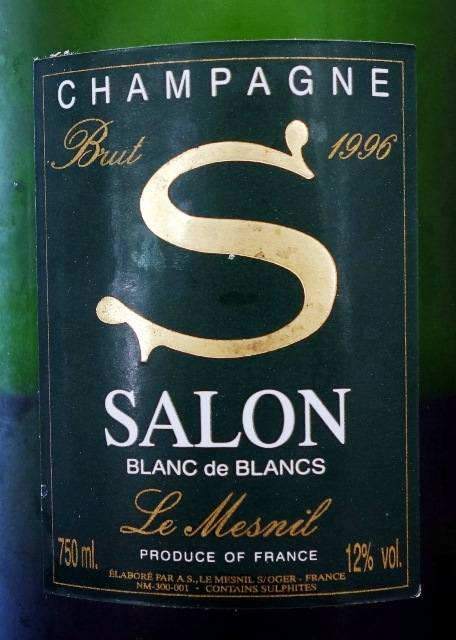 CHAMPAGNE
Brut 1996
S
SALON
BLANC de BLANCS
Le Mesnil
PRODUCE OF FRANCE
750 ml. 12% vol.
ÉLABORÉ PAR A.S., LE MESNIL S/OGER - FRANCE
NM-300-001 - CONTAINS SULPHITES